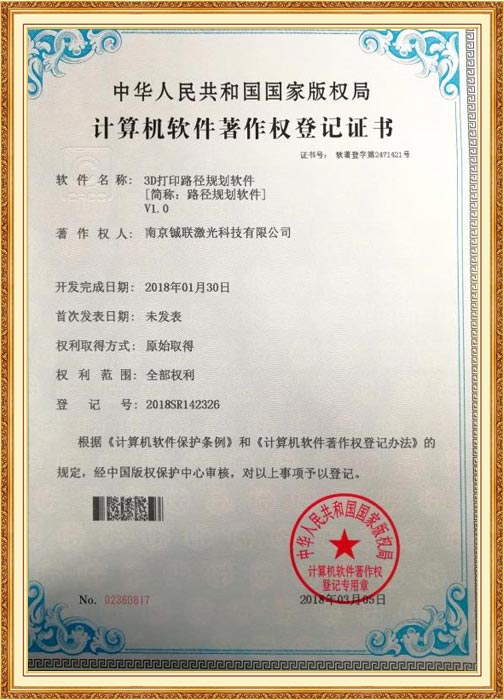 中华人民共和国国家版权局
计算机软件著作权登记证书
证书号: 软著登字第2471421号
软 件 名 称: 3D打印路径规划软件
[简称: 路径规划软件]
V1.0
著 作 权 人: 南京铖联激光科技有限公司
开发完成日期: 2018年01月30日
首次发表日期: 未发表
权利取得方式: 原始取得
权 利 范 围: 全部权利
登 记 号: 2018SR142326
根据《计算机软件保护条例》和《计算机软件著作权登记办法》的
规定, 经中国版权保护中心审核, 对以上事项予以登记。
中华人民共和国国家版权局
计算机软件著作权
登记专用章
No. 02360817
2018年03月05日